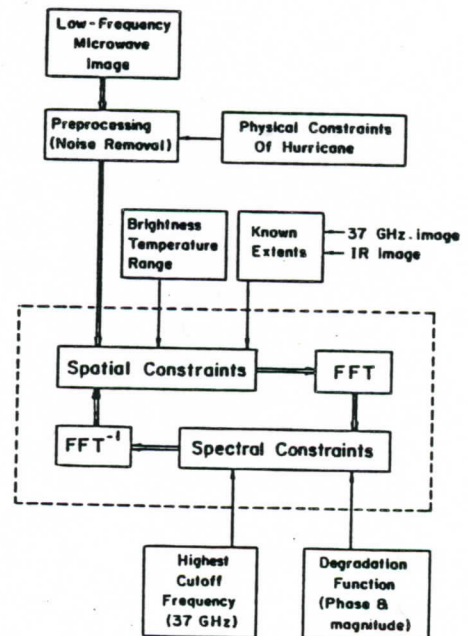 Low-Frequency
Microwave
Image
Preprocessing
(Noise Removal)
Physical Constraints
Of Hurricane
Brightness
Temperature
Range
Known
Extents
37 GHz. image
IR Image
Spatial Constraints
FFT
FFT⁻¹
Spectral Constraints
Highest
Cutoff
Frequency
(37 GHz)
Degradation
Function
(Phase &
magnitude)